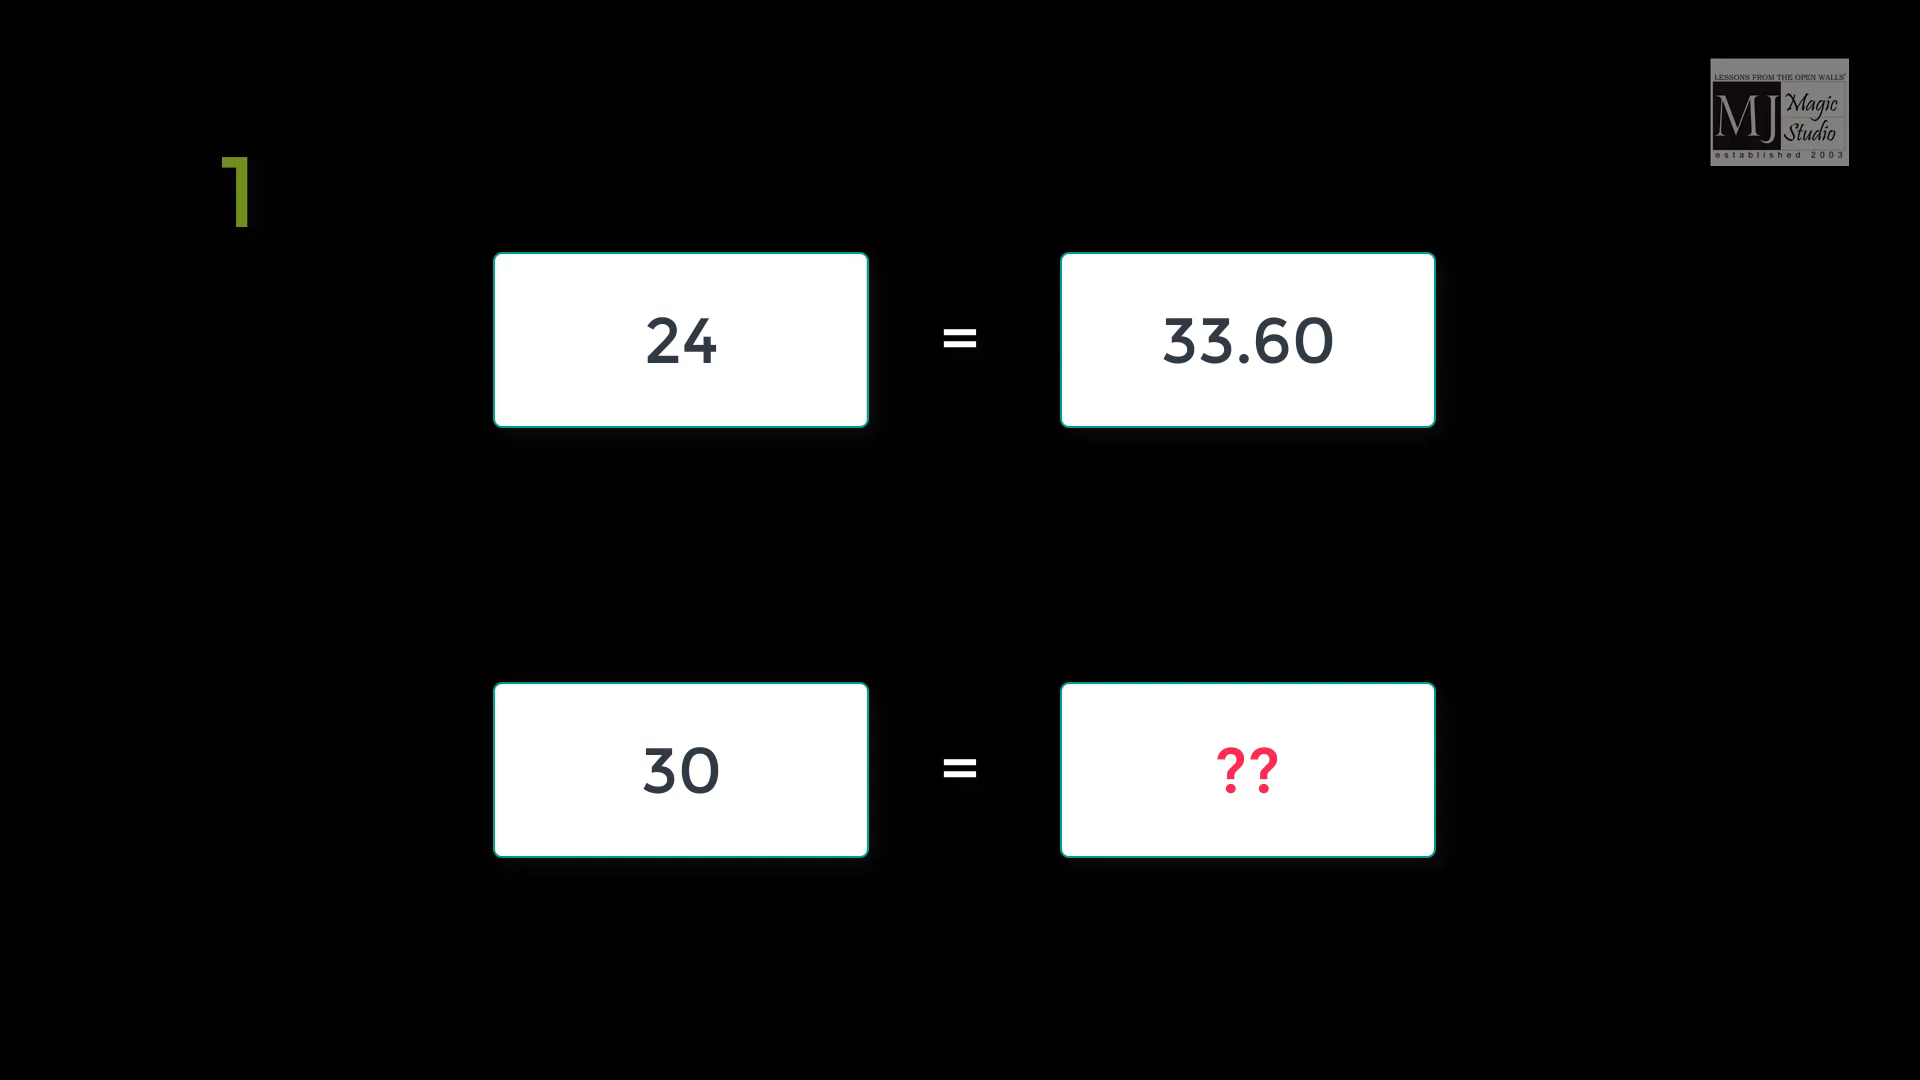 LESSONS FROM THE OPEN WALLS
MJ Magic Studio
established 2003
1
24 = 33.60
30 = ??